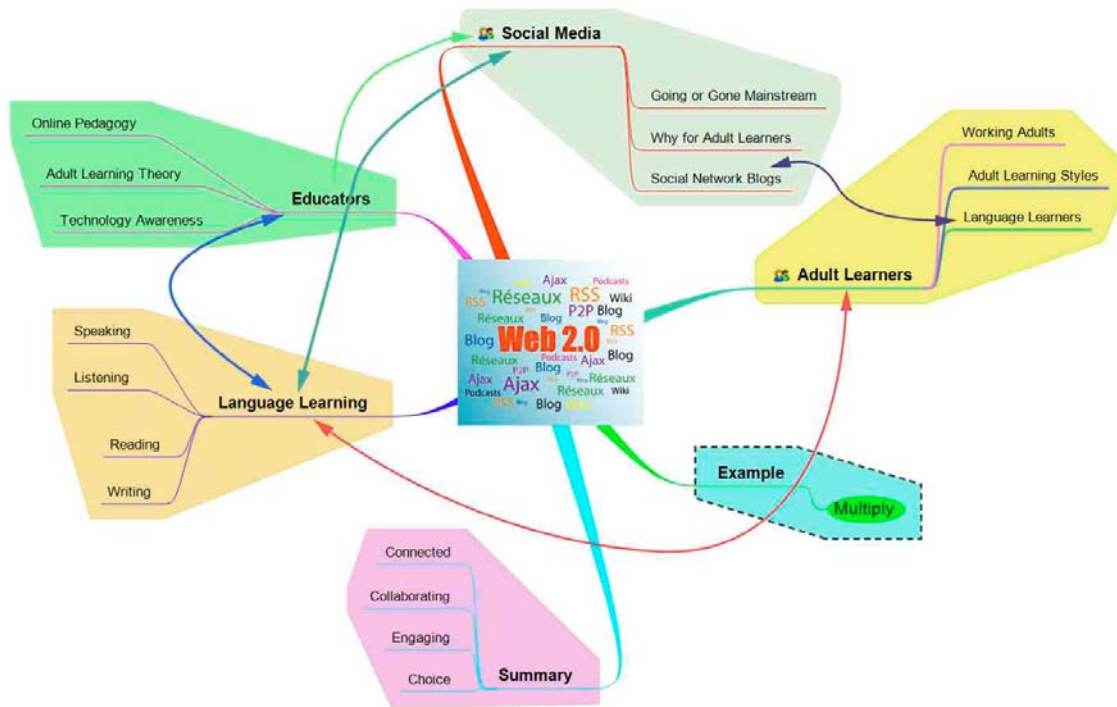 Social Media
Going or Gone Mainstream
Why for Adult Learners
Social Network Blogs
Online Pedagogy
Adult Learning Theory
Technology Awareness
Educators
Working Adults
Adult Learning Styles
Language Learners
Adult Learners
Ajax Podcasts
RSS Réseaux RSS Wiki
Réseaux Blog P2P Blog
Blog Web 2.0 RSS
Réseaux Podcasts Ajax Blog
P2P Blog
Ajax Ajax Réseaux
Podcasts Réseaux Wiki
RSS Blog
Speaking
Listening
Reading
Writing
Language Learning
Example
Multiply
Connected
Collaborating
Engaging
Choice
Summary